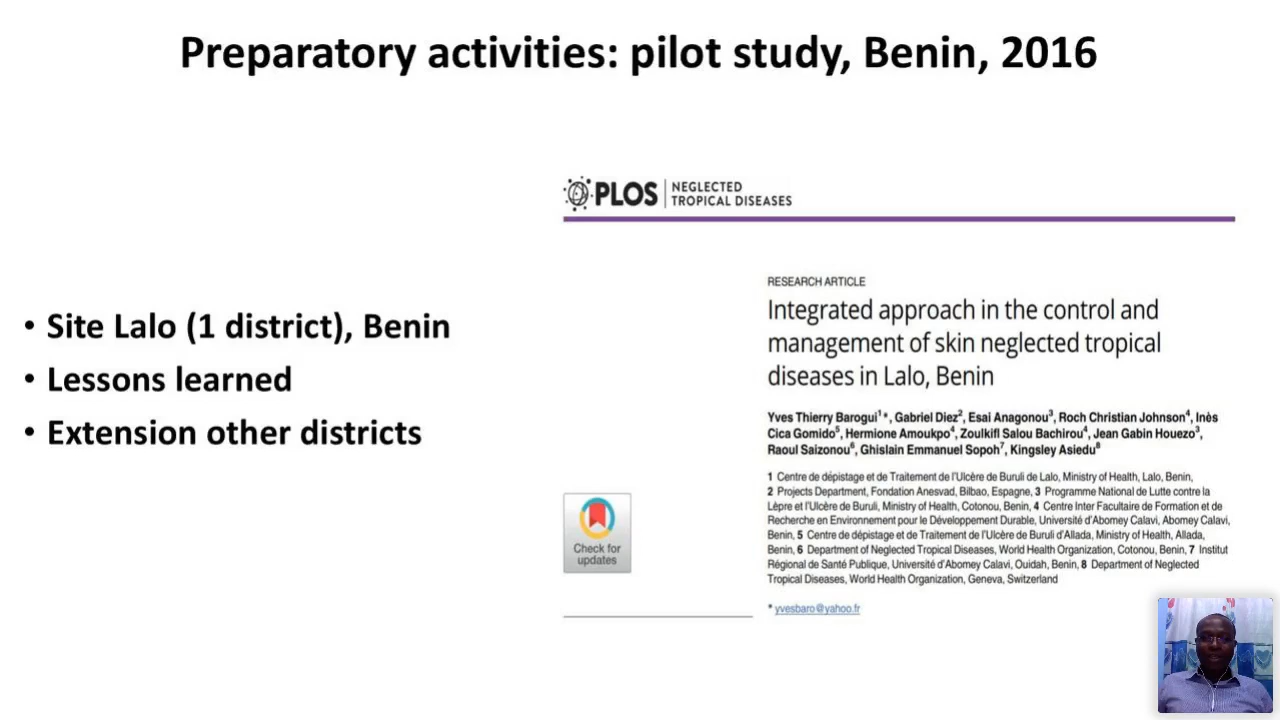 Preparatory activities: pilot study, Benin, 2016
• Site Lalo (1 district), Benin
• Lessons learned
• Extension other districts
PLOS | NEGLECTED
TROPICAL DISEASES
RESEARCH ARTICLE
Integrated approach in the control and
management of skin neglected tropical
diseases in Lalo, Benin
Yves Thierry Barogui1*, Gabriel Diez2, Esai Anagonou3, Roch Christian Johnson4, Inès
Cica Gomido5, Hermione Amoukpo4, Zoulkifl Salou Bachirou4, Jean Gabin Houezo3,
Raoul Saizonou6, Ghislain Emmanuel Sopoh7, Kingsley Asiedu8
1 Centre de dépistage et de Traitement de l'Ulcère de Buruli de Lalo, Ministry of Health, Lalo, Benin,
2 Projects Department, Fondation Anesvad, Bilbao, Espagne, 3 Programme National de Lutte contre la
Lèpre et l'Ulcère de Buruli, Ministry of Health, Cotonou, Benin, 4 Centre Inter Facultaire de Formation et de
Recherche en Environnement pour le Développement Durable, Université d'Abomey Calavi, Abomey Calavi,
Benin, 5 Centre de dépistage et de Traitement de l'Ulcère de Buruli d'Allada, Ministry of Health, Allada,
Benin, 6 Department of Neglected Tropical Diseases, World Health Organization, Cotonou, Benin, 7 Institut
Régional de Santé Publique, Université d'Abomey Calavi, Ouidah, Benin, 8 Department of Neglected
Tropical Diseases, World Health Organization, Geneva, Switzerland
* yvesbaro@yahoo.fr
Check for
updates